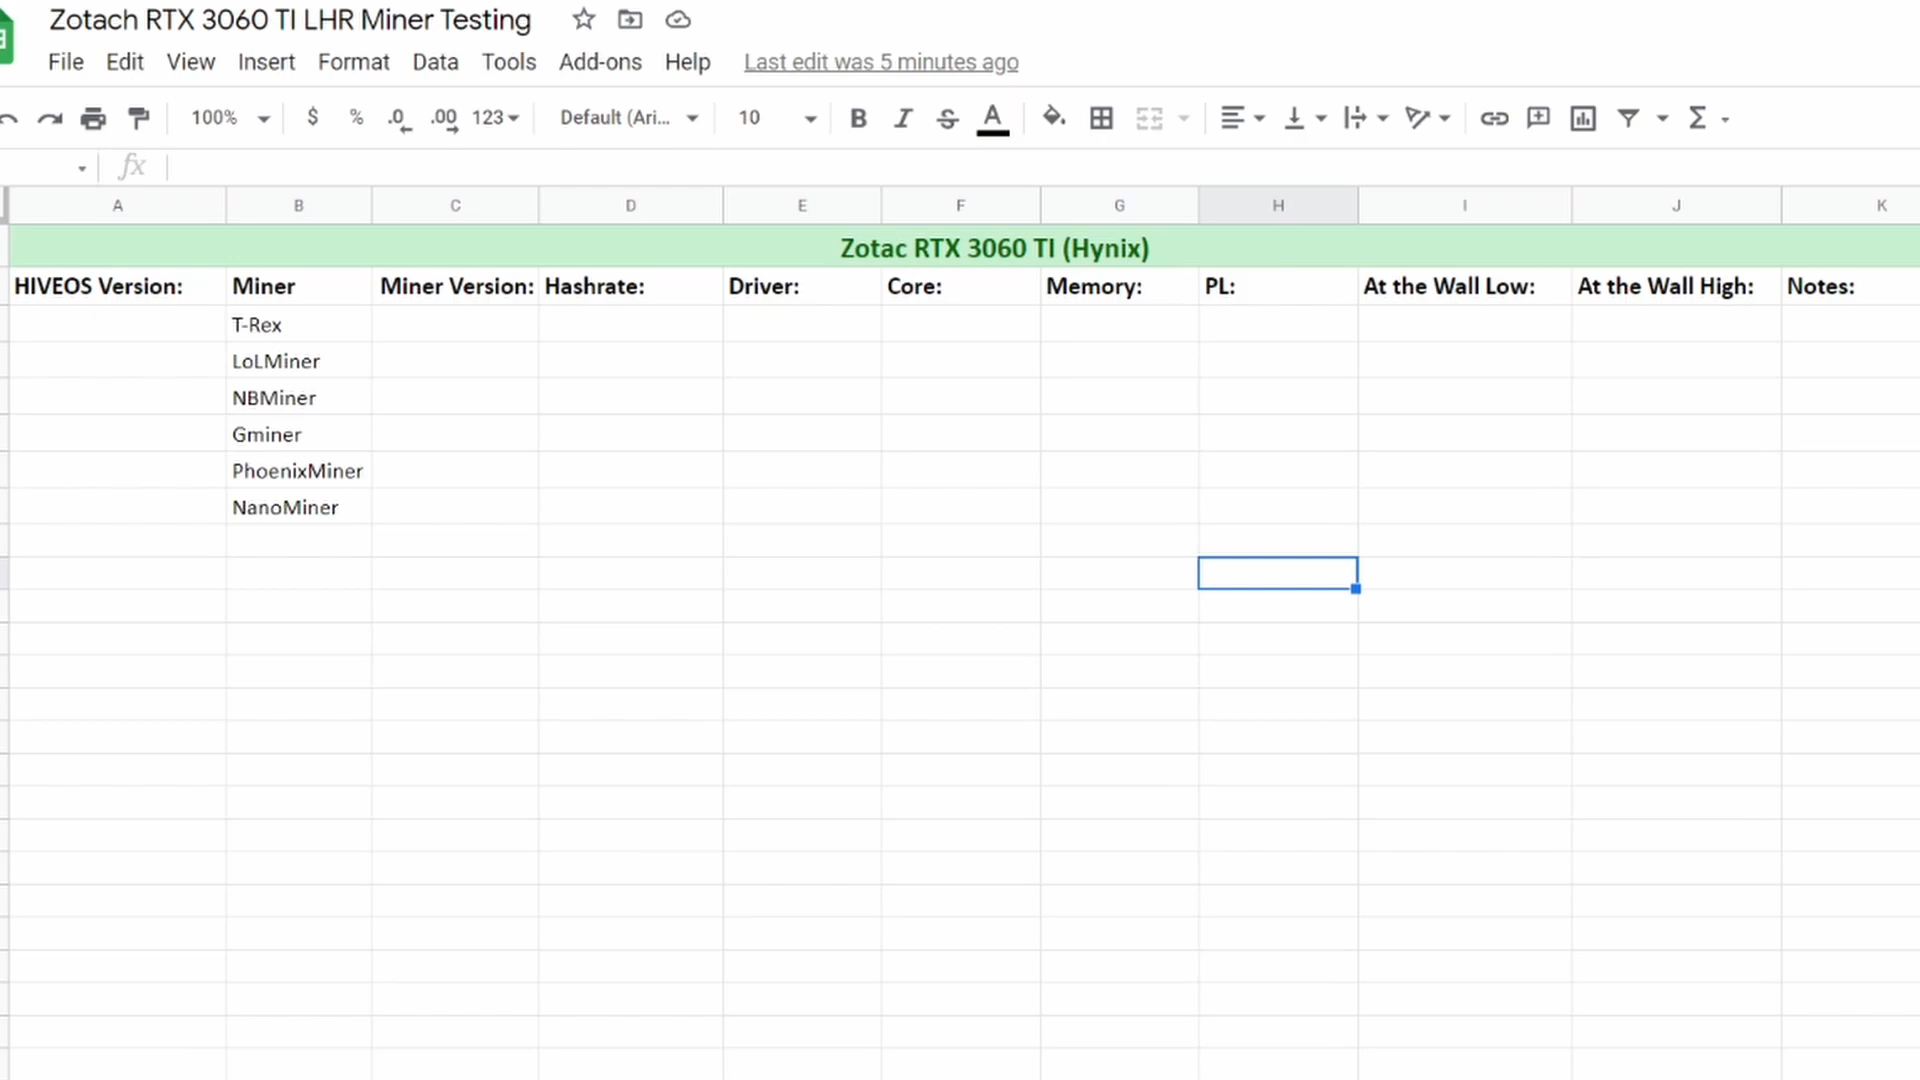 Zotach RTX 3060 TI LHR Miner Testing
File Edit View Insert Format Data Tools Add-ons Help Last edit was 5 minutes ago
100% $ % .0 .00 123 Default (Ari... 10 B I S A
fx
A B C D E F G H I J K
Zotac RTX 3060 TI (Hynix)
HIVEOS Version: Miner Miner Version: Hashrate: Driver: Core: Memory: PL: At the Wall Low: At the Wall High: Notes:
T-Rex
LoLMiner
NBMiner
Gminer
PhoenixMiner
NanoMiner